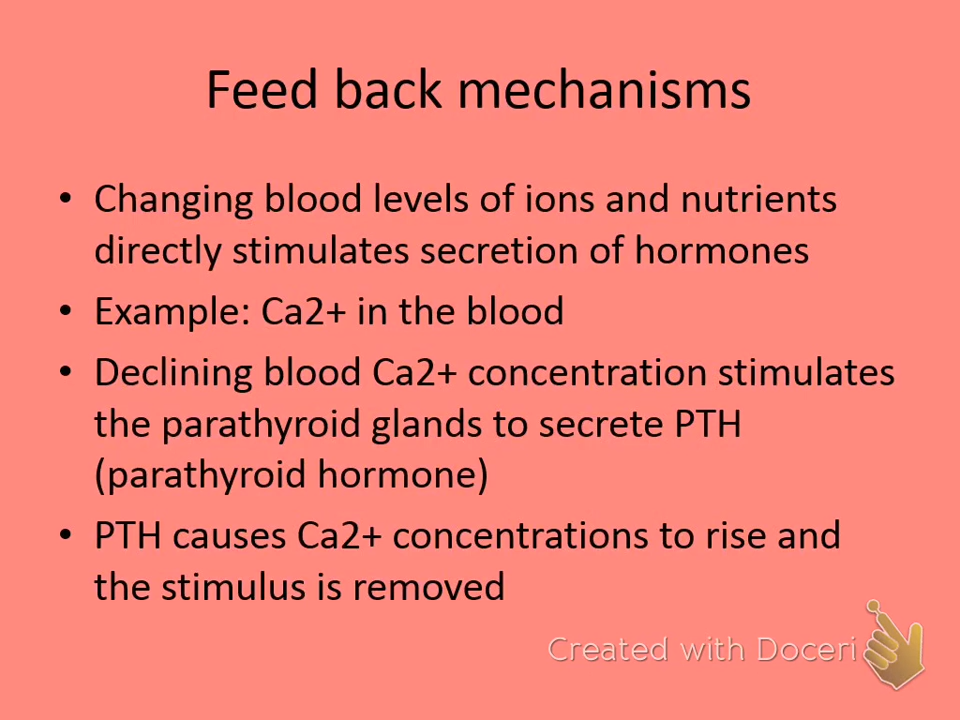 Feed back mechanisms
• Changing blood levels of ions and nutrients
directly stimulates secretion of hormones
• Example: Ca2+ in the blood
• Declining blood Ca2+ concentration stimulates
the parathyroid glands to secrete PTH
(parathyroid hormone)
• PTH causes Ca2+ concentrations to rise and
the stimulus is removed
Created with Doceri